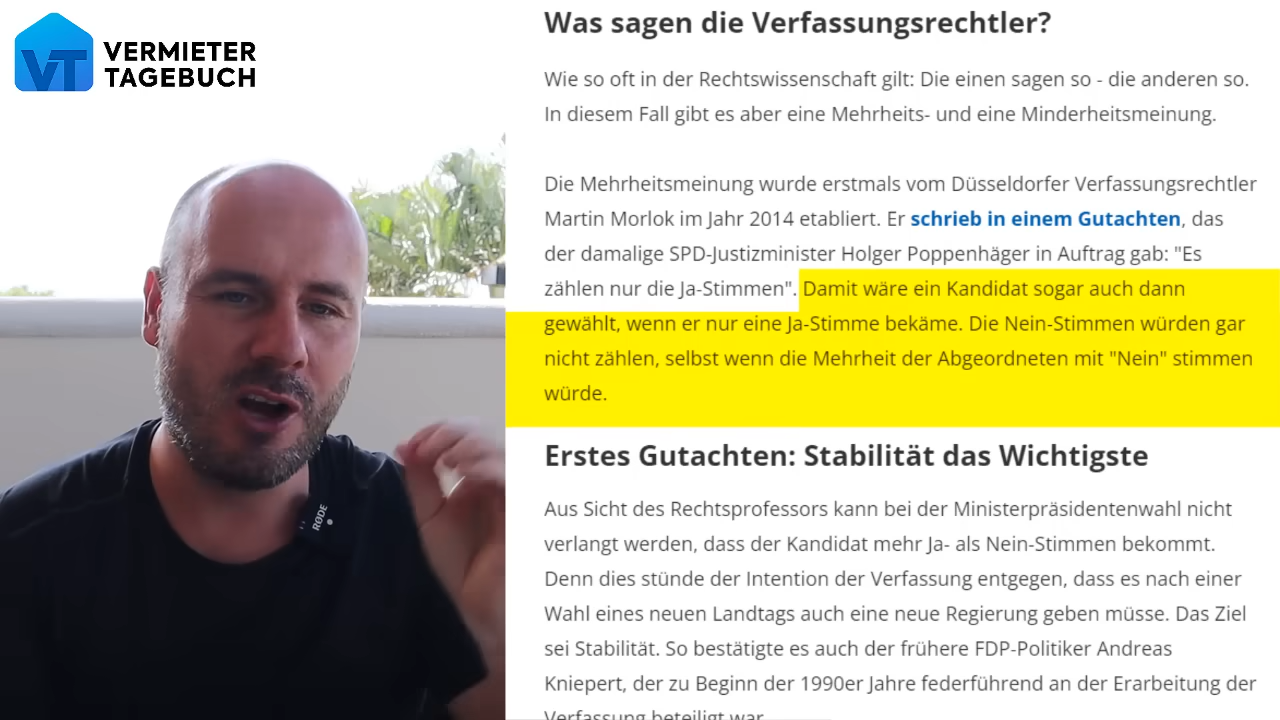 VERMIETER
TAGEBUCH
VT
Was sagen die Verfassungsrechtler?
Wie so oft in der Rechtswissenschaft gilt: Die einen sagen so - die anderen so.
In diesem Fall gibt es aber eine Mehrheits- und eine Minderheitsmeinung.
Die Mehrheitsmeinung wurde erstmals vom Düsseldorfer Verfassungsrechtler
Martin Morlok im Jahr 2014 etabliert. Er schrieb in einem Gutachten, das
der damalige SPD-Justizminister Holger Poppenhäger in Auftrag gab: "Es
zählen nur die Ja-Stimmen". Damit wäre ein Kandidat sogar auch dann
gewählt, wenn er nur eine Ja-Stimme bekäme. Die Nein-Stimmen würden gar
nicht zählen, selbst wenn die Mehrheit der Abgeordneten mit "Nein" stimmen
würde.
Erstes Gutachten: Stabilität das Wichtigste
Aus Sicht des Rechtsprofessors kann bei der Ministerpräsidentenwahl nicht
verlangt werden, dass der Kandidat mehr Ja- als Nein-Stimmen bekommt.
Denn dies stünde der Intention der Verfassung entgegen, dass es nach einer
Wahl eines neuen Landtags auch eine neue Regierung geben müsse. Das Ziel
sei Stabilität. So bestätigte es auch der frühere FDP-Politiker Andreas
Kniepert, der zu Beginn der 1990er Jahre federführend an der Erarbeitung der
Verfassung beteiligt war.
RØDE